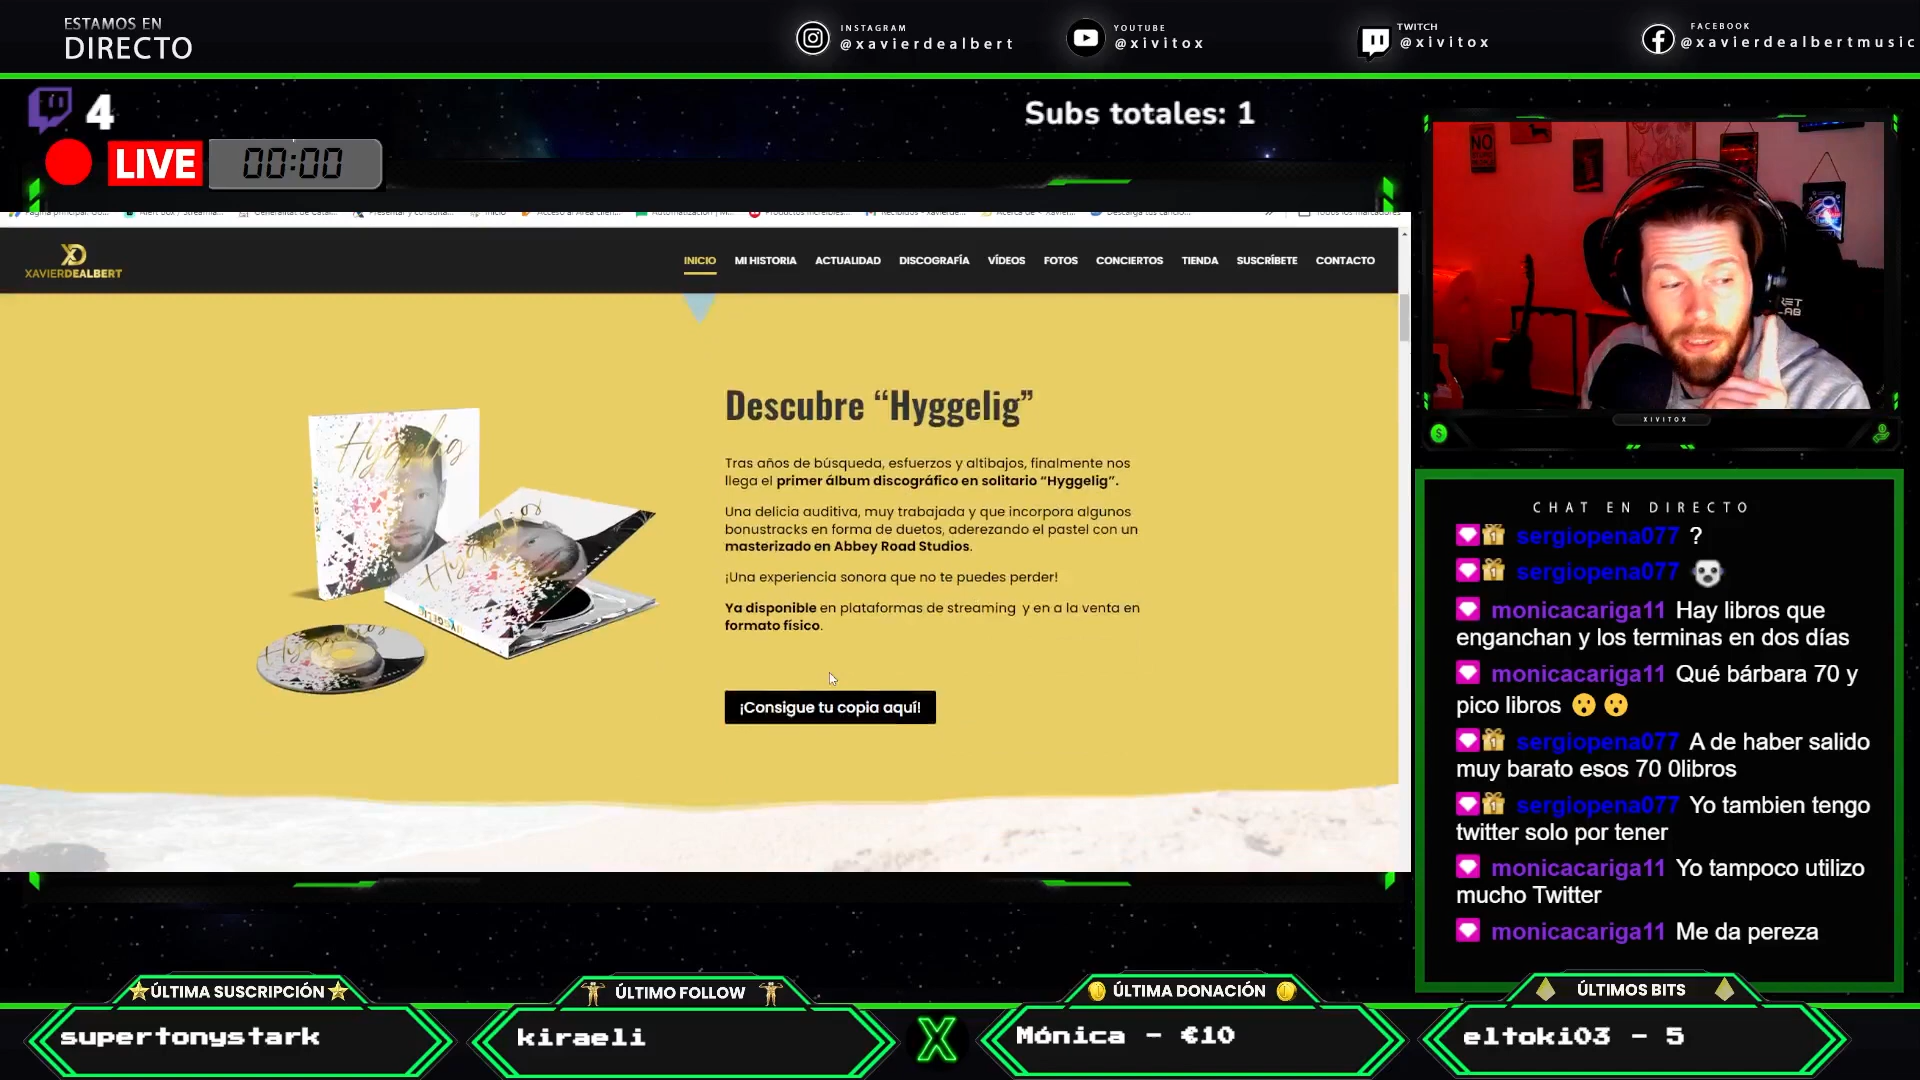 ESTAMOS EN
DIRECTO
INSTAGRAM
@xavierdealbert
YOUTUBE
@xivitox
TWITCH
@xivitox
FACEBOOK
@xavierdealbertmusic
4
Subs totales: 1
LIVE
00:00
XAVIERDEALBERT
INICIO
MI HISTORIA
ACTUALIDAD
DISCOGRAFÍA
VÍDEOS
FOTOS
CONCIERTOS
TIENDA
SUSCRÍBETE
CONTACTO
Hyggelig
Descubre “Hyggelig”
Tras años de búsqueda, esfuerzos y altibajos, finalmente nos
llega el primer álbum discográfico en solitario “Hyggelig”.
Una delicia auditiva, muy trabajada y que incorpora algunos
bonustracks en forma de duetos, aderezando el pastel con un
masterizado en Abbey Road Studios.
¡Una experiencia sonora que no te puedes perder!
Ya disponible en plataformas de streaming y en a la venta en
formato físico.
¡Consigue tu copia aquí!
XIVITOX
CHAT EN DIRECTO
sergiopena077 ?
sergiopena077
monicacariga11 Hay libros que
enganchan y los terminas en dos días
monicacariga11 Qué bárbara 70 y
pico libros
sergiopena077 A de haber salido
muy barato esos 70 0libros
sergiopena077 Yo tambien tengo
twitter solo por tener
monicacariga11 Yo tampoco utilizo
mucho Twitter
monicacariga11 Me da pereza
ÚLTIMA SUSCRIPCIÓN
supertonystark
ÚLTIMO FOLLOW
kiraeli
ÚLTIMA DONACIÓN
Mónica - €10
ÚLTIMOS BITS
eltoki03 - 5